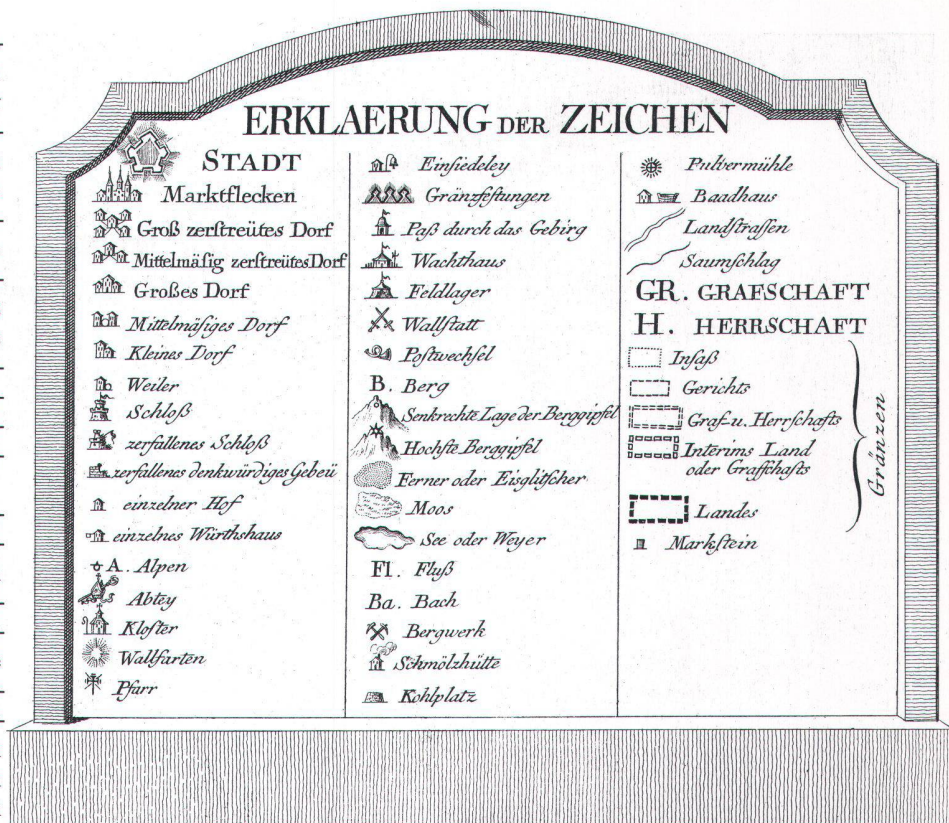 ERKLAERUNG DER ZEICHEN
STADT
Marktflecken
Groß zerstreütes Dorf
Mittelmäsig zerstreütes Dorf
Großes Dorf
Mittelmäsiges Dorf
Kleines Dorf
Weiler
Schloß
zerfallenes Schloß
zerfallenes denkwürdiges Gebeü
einzelner Hof
einzelnes Würthshaus
A. Alpen
Abtey
Kloster
Wallfarten
Pfarr
Einsiedeley
Gränzfestungen
Paß durch das Gebirg
Wachthaus
Feldlager
Wallstatt
Postwechsel
B. Berg
Senkrechte Lage der Berggipfel
Hochste Berggipfel
Ferner oder Eisglitscher
Moos
See oder Weyer
Fl. Fluß
Ba. Bach
Bergwerk
Schmölzhütte
Kohlplatz
Pulvermühle
Baadhaus
Landstrassen
Saumschlag
GR. GRAFSCHAFT
H. HERRSCHAFT
Insaß
Gerichts
Graf-u. Herrschafts
Interims Land
oder Grafschafts
Landes
Gränzen
Markstein